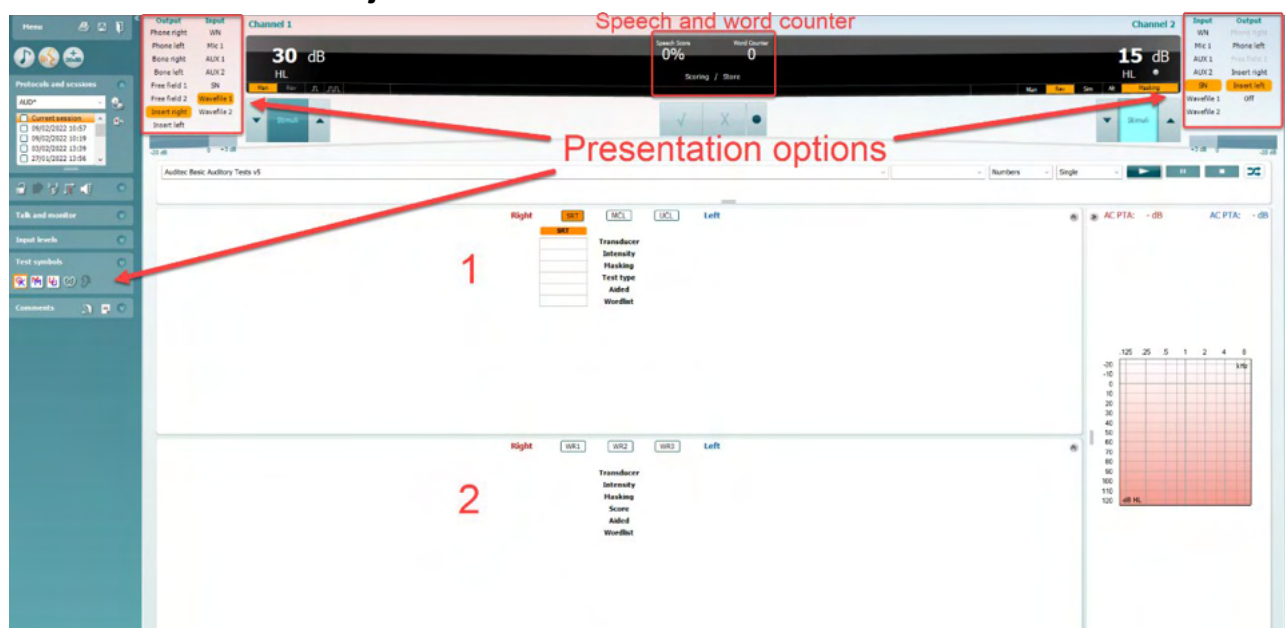 Speech and word counter
Menu
Output Input
Phone right WN
Phone left Mic 1
Bone right AUX 1
Bone left AUX 2
Free field 1 SN
Free field 2 Wavefile 1
Insert right Wavefile 2
Insert left
Channel 1
30 dB
HL
Man Rev
Speech Score Word Counter
0% 0
Scoring / Store
Channel 2
15 dB
HL
Man Rev Sim Alt Masking
Input Output
WN Phone right
Mic 1 Phone left
AUX 1 Free field 1
AUX 2 Insert right
SN Insert left
Wavefile 1 Off
Wavefile 2
Stimuli
Stimuli
Protocols and sessions
AUD*
Current session
09/02/2022 10:57
09/02/2022 10:19
03/02/2022 13:39
27/01/2022 13:56
Presentation options
Auditec Basic Auditory Tests v5
Numbers
Single
Talk and monitor
Input levels
Test symbols
Comments
Right SRT MCL UCL Left
SRT
1
Transducer
Intensity
Masking
Test type
Aided
Wordlist
AC PTA: - dB AC PTA: - dB
.125 .25 .5 1 2 4 8
kHz
-20
-10
0
10
20
30
40
50
60
70
80
90
100
110
120 dB HL
Right WR1 WR2 WR3 Left
2
Transducer
Intensity
Masking
Score
Aided
Wordlist